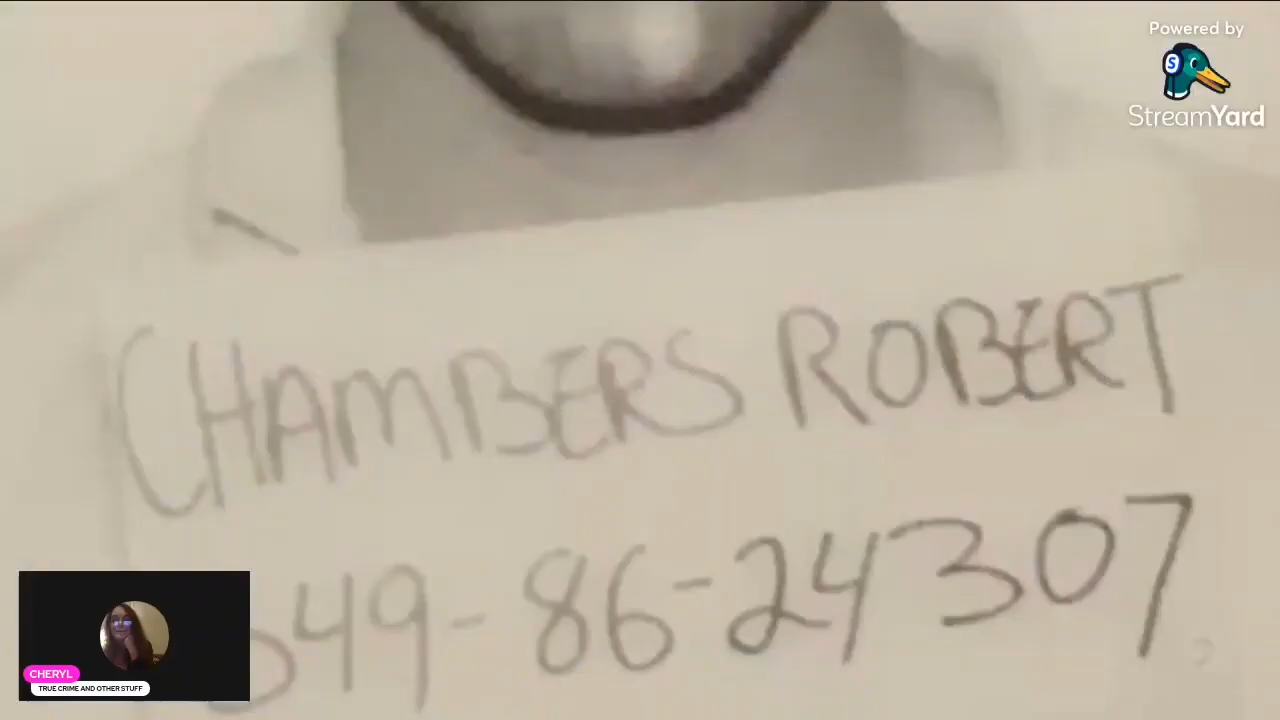 Powered by
StreamYard
CHAMBERS ROBERT
49-86-24307
CHERYL
TRUE CRIME AND OTHER STUFF